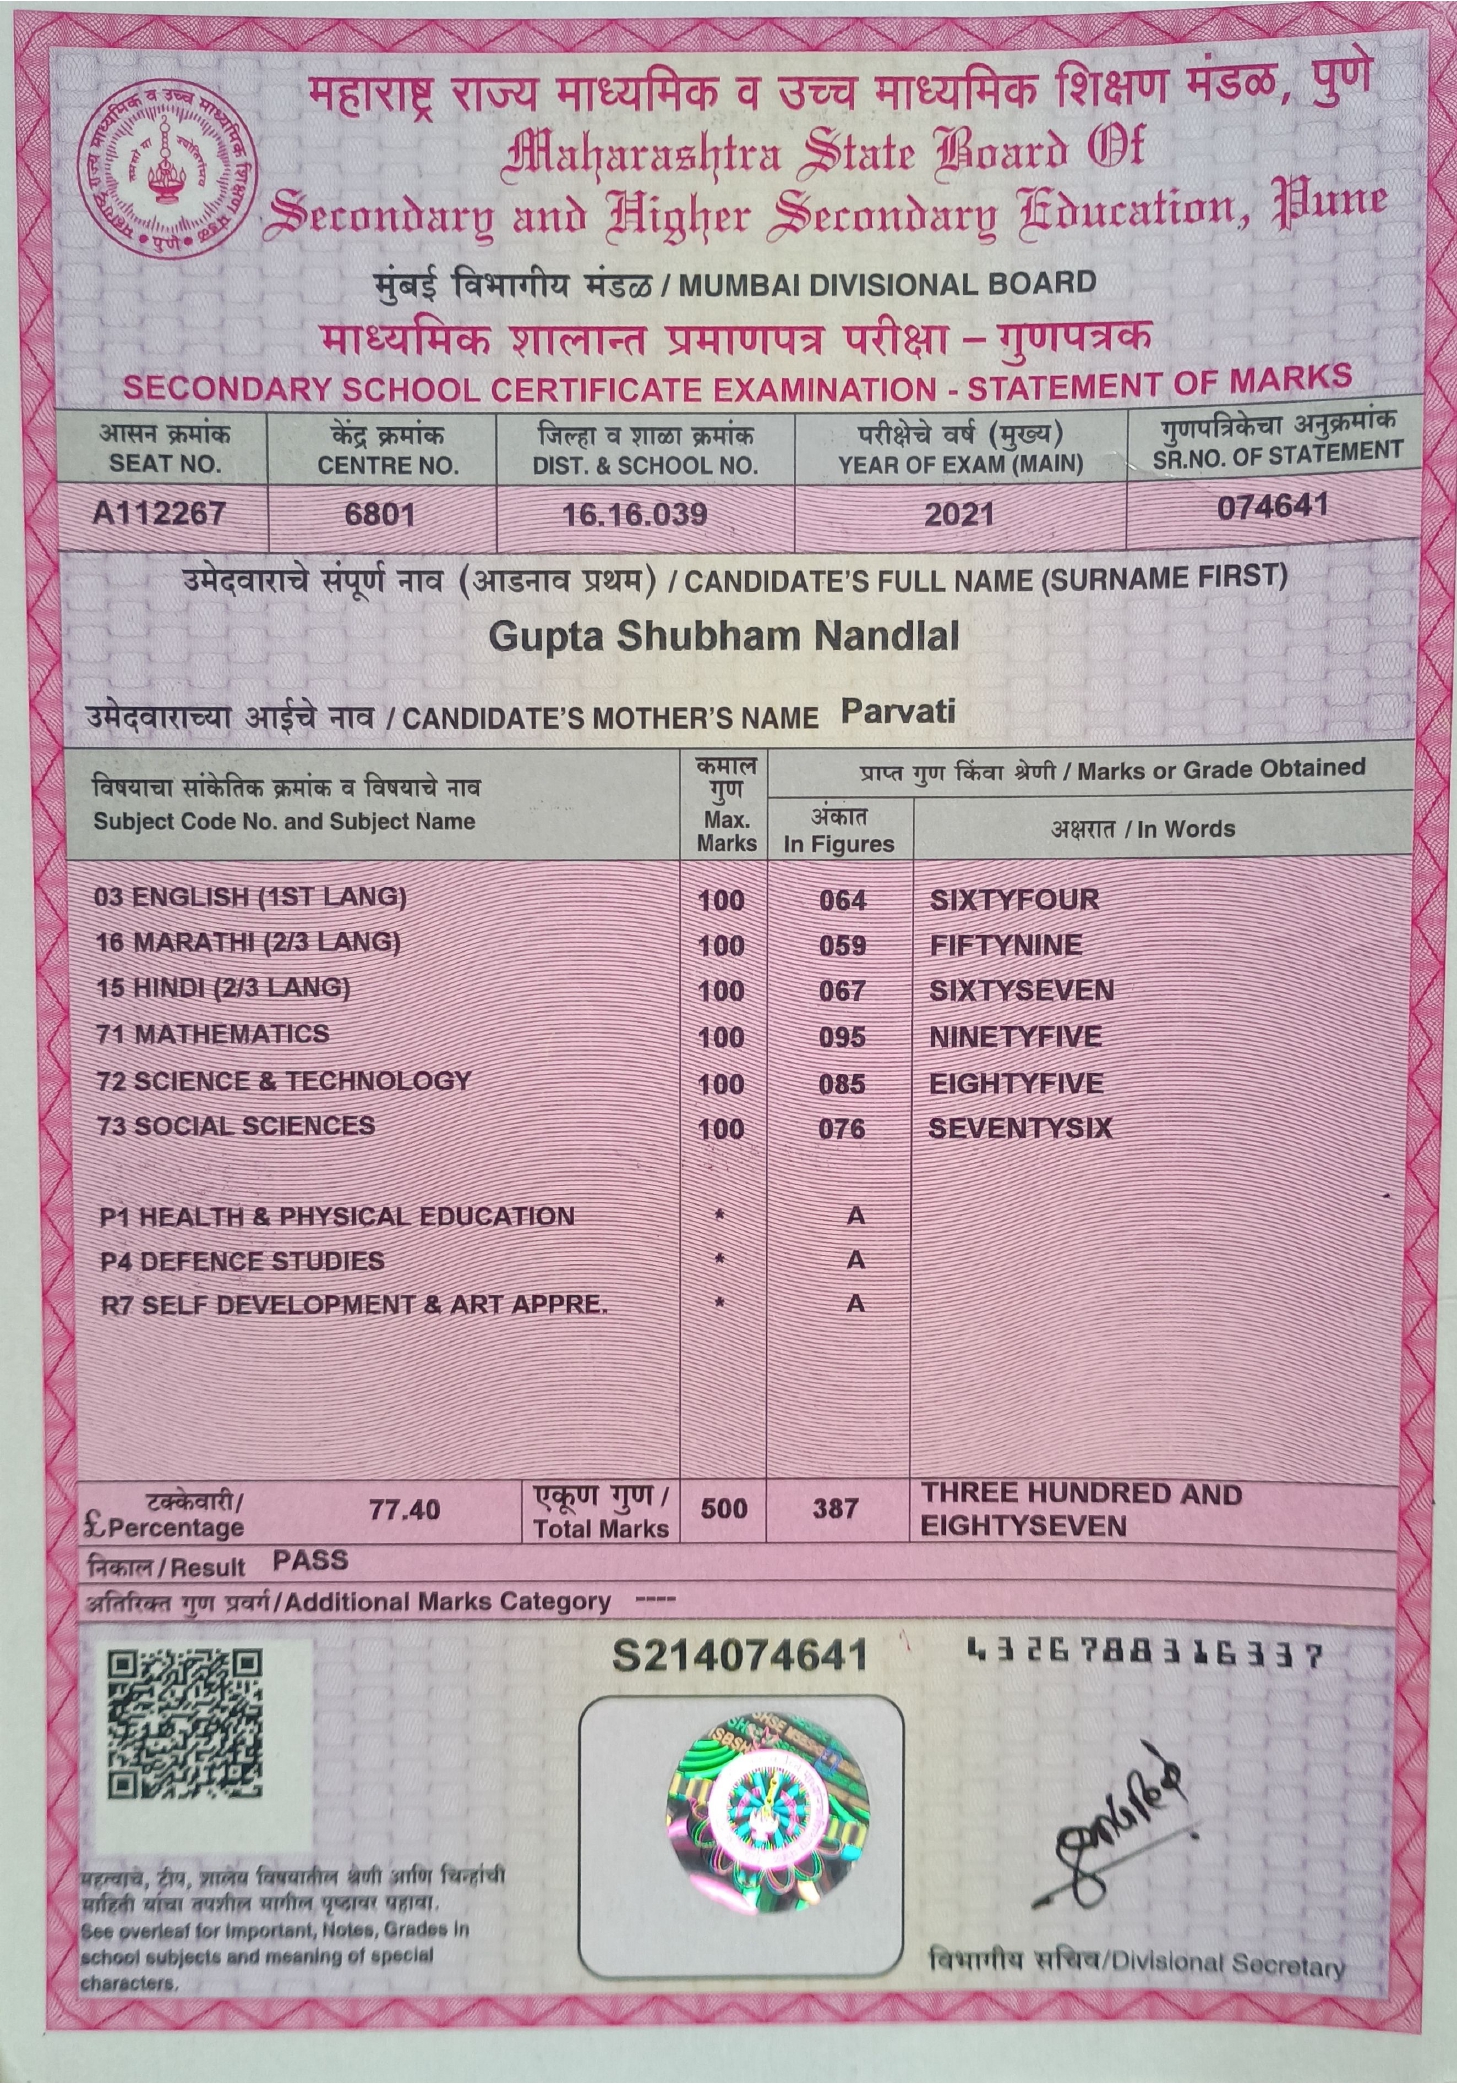 महाराष्ट्र राज्य माध्यमिक व उच्च माध्यमिक शिक्षण मंडळ, पुणे
Maharashtra State Board Of
Secondary and Higher Secondary Education, Pune
मुंबई विभागीय मंडळ / MUMBAI DIVISIONAL BOARD
माध्यमिक शालान्त प्रमाणपत्र परीक्षा – गुणपत्रक
SECONDARY SCHOOL CERTIFICATE EXAMINATION - STATEMENT OF MARKS
आसन क्रमांक केंद्र क्रमांक जिल्हा व शाळा क्रमांक परीक्षेचे वर्ष (मुख्य) गुणपत्रिकेचा अनुक्रमांक
SEAT NO. CENTRE NO. DIST. & SCHOOL NO. YEAR OF EXAM (MAIN) SR.NO. OF STATEMENT
A112267 6801 16.16.039 2021 074641
उमेदवाराचे संपूर्ण नाव (आडनाव प्रथम) / CANDIDATE'S FULL NAME (SURNAME FIRST)
Gupta Shubham Nandlal
उमेदवाराच्या आईचे नाव / CANDIDATE'S MOTHER'S NAME Parvati
विषयाचा सांकेतिक क्रमांक व विषयाचे नाव
Subject Code No. and Subject Name
कमाल
गुण
Max.
Marks
प्राप्त गुण किंवा श्रेणी / Marks or Grade Obtained
अंकात
In Figures
अक्षरात / In Words
03 ENGLISH (1ST LANG) 100 064 SIXTYFOUR
16 MARATHI (2/3 LANG) 100 059 FIFTYNINE
15 HINDI (2/3 LANG) 100 067 SIXTYSEVEN
71 MATHEMATICS 100 095 NINETYFIVE
72 SCIENCE & TECHNOLOGY 100 085 EIGHTYFIVE
73 SOCIAL SCIENCES 100 076 SEVENTYSIX
P1 HEALTH & PHYSICAL EDUCATION * A
P4 DEFENCE STUDIES * A
R7 SELF DEVELOPMENT & ART APPRE. * A
टक्केवारी/
£Percentage
77.40
एकूण गुण /
Total Marks
500
387
THREE HUNDRED AND
EIGHTYSEVEN
निकाल/Result PASS
अतिरिक्त गुण प्रवर्ग/Additional Marks Category ----
S214074641
4326788316337
महत्वाचे, टीप, शालेय विषयातील श्रेणी आणि चिन्हांची
माहिती यांचा तपशील मागील पृष्ठावर पहावा.
See overleaf for Important, Notes, Grades in
school subjects and meaning of special
characters.
विभागीय सचिव/Divisional Secretary